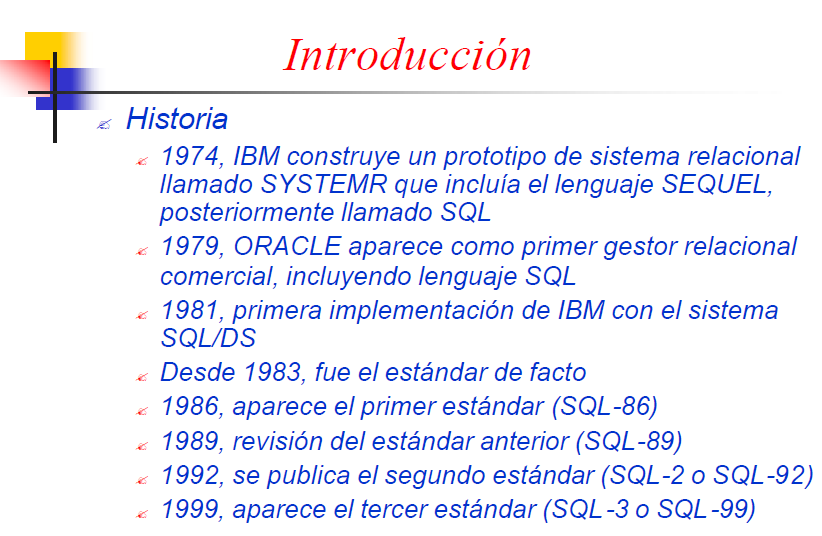 Introducción
Historia
1974, IBM construye un prototipo de sistema relacional
llamado SYSTEMR que incluía el lenguaje SEQUEL,
posteriormente llamado SQL
1979, ORACLE aparece como primer gestor relacional
comercial, incluyendo lenguaje SQL
1981, primera implementación de IBM con el sistema
SQL/DS
Desde 1983, fue el estándar de facto
1986, aparece el primer estándar (SQL-86)
1989, revisión del estándar anterior (SQL-89)
1992, se publica el segundo estándar (SQL-2 o SQL-92)
1999, aparece el tercer estándar (SQL-3 o SQL-99)